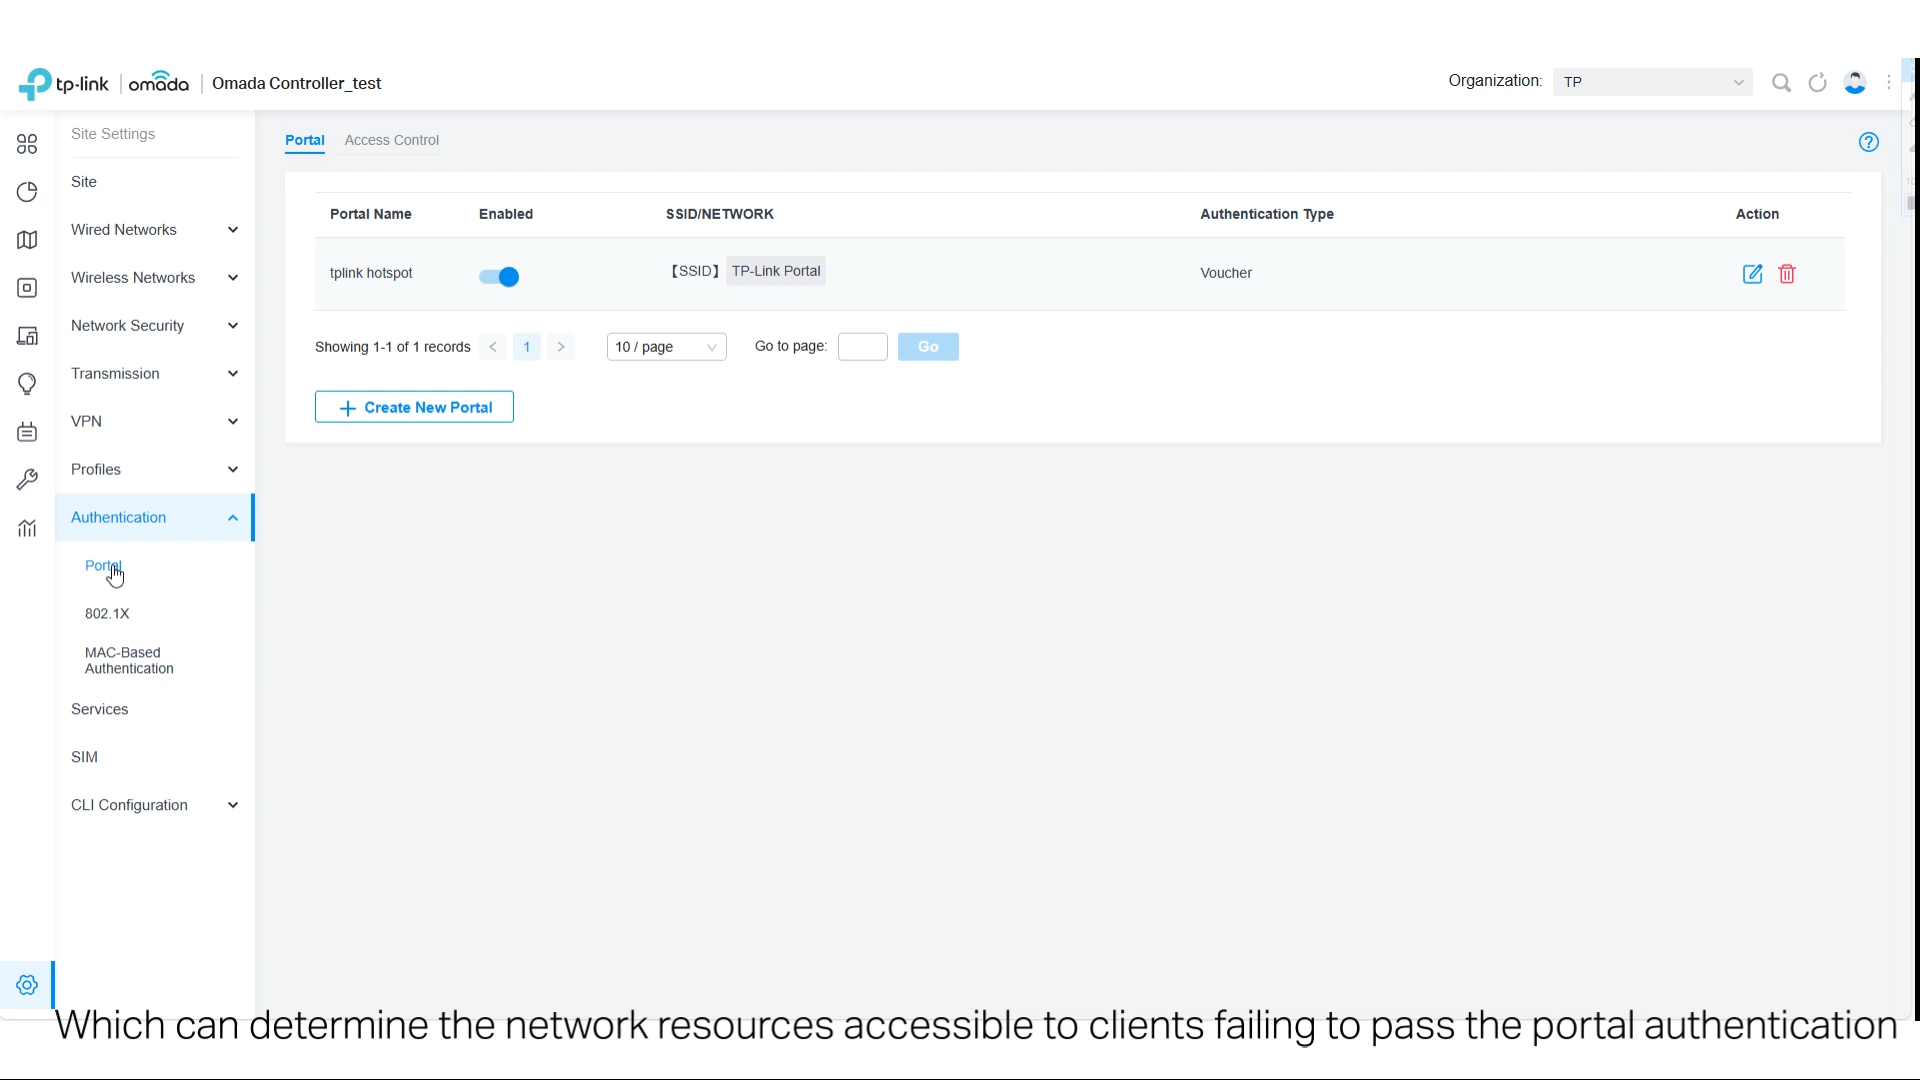 tp-link | omada | Omada Controller_test
Organization: TP
Site Settings
Site
Wired Networks
Wireless Networks
Network Security
Transmission
VPN
Profiles
Authentication
Portal
802.1X
MAC-Based
Authentication
Services
SIM
CLI Configuration
Portal Access Control
Portal Name Enabled SSID/NETWORK Authentication Type Action
tplink hotspot 【SSID】 TP-Link Portal Voucher
Showing 1-1 of 1 records < 1 > 10 / page Go to page: Go
+ Create New Portal
Which can determine the network resources accessible to clients failing to pass the portal authentication